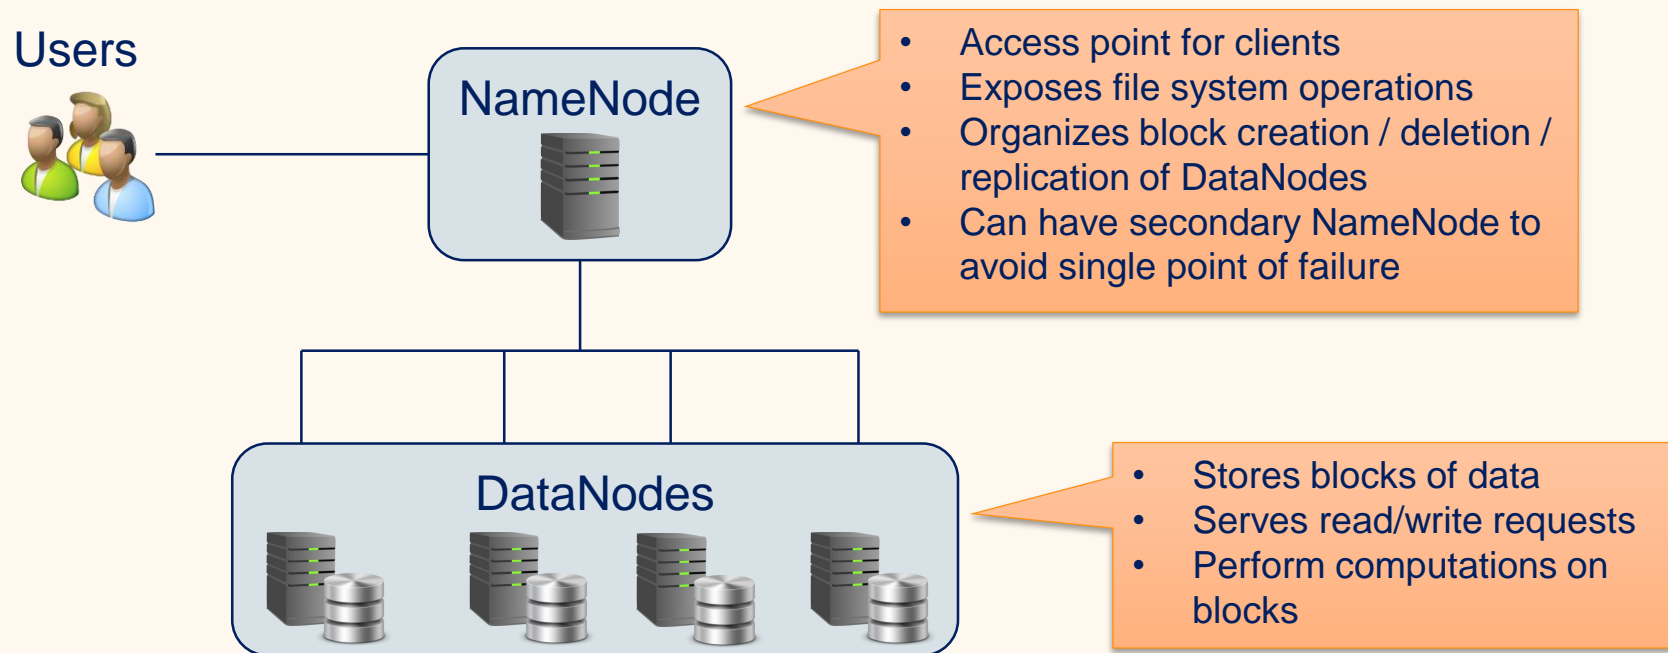 Users
NameNode
• Access point for clients
• Exposes file system operations
• Organizes block creation / deletion /
replication of DataNodes
• Can have secondary NameNode to
avoid single point of failure
DataNodes
• Stores blocks of data
• Serves read/write requests
• Perform computations on
blocks